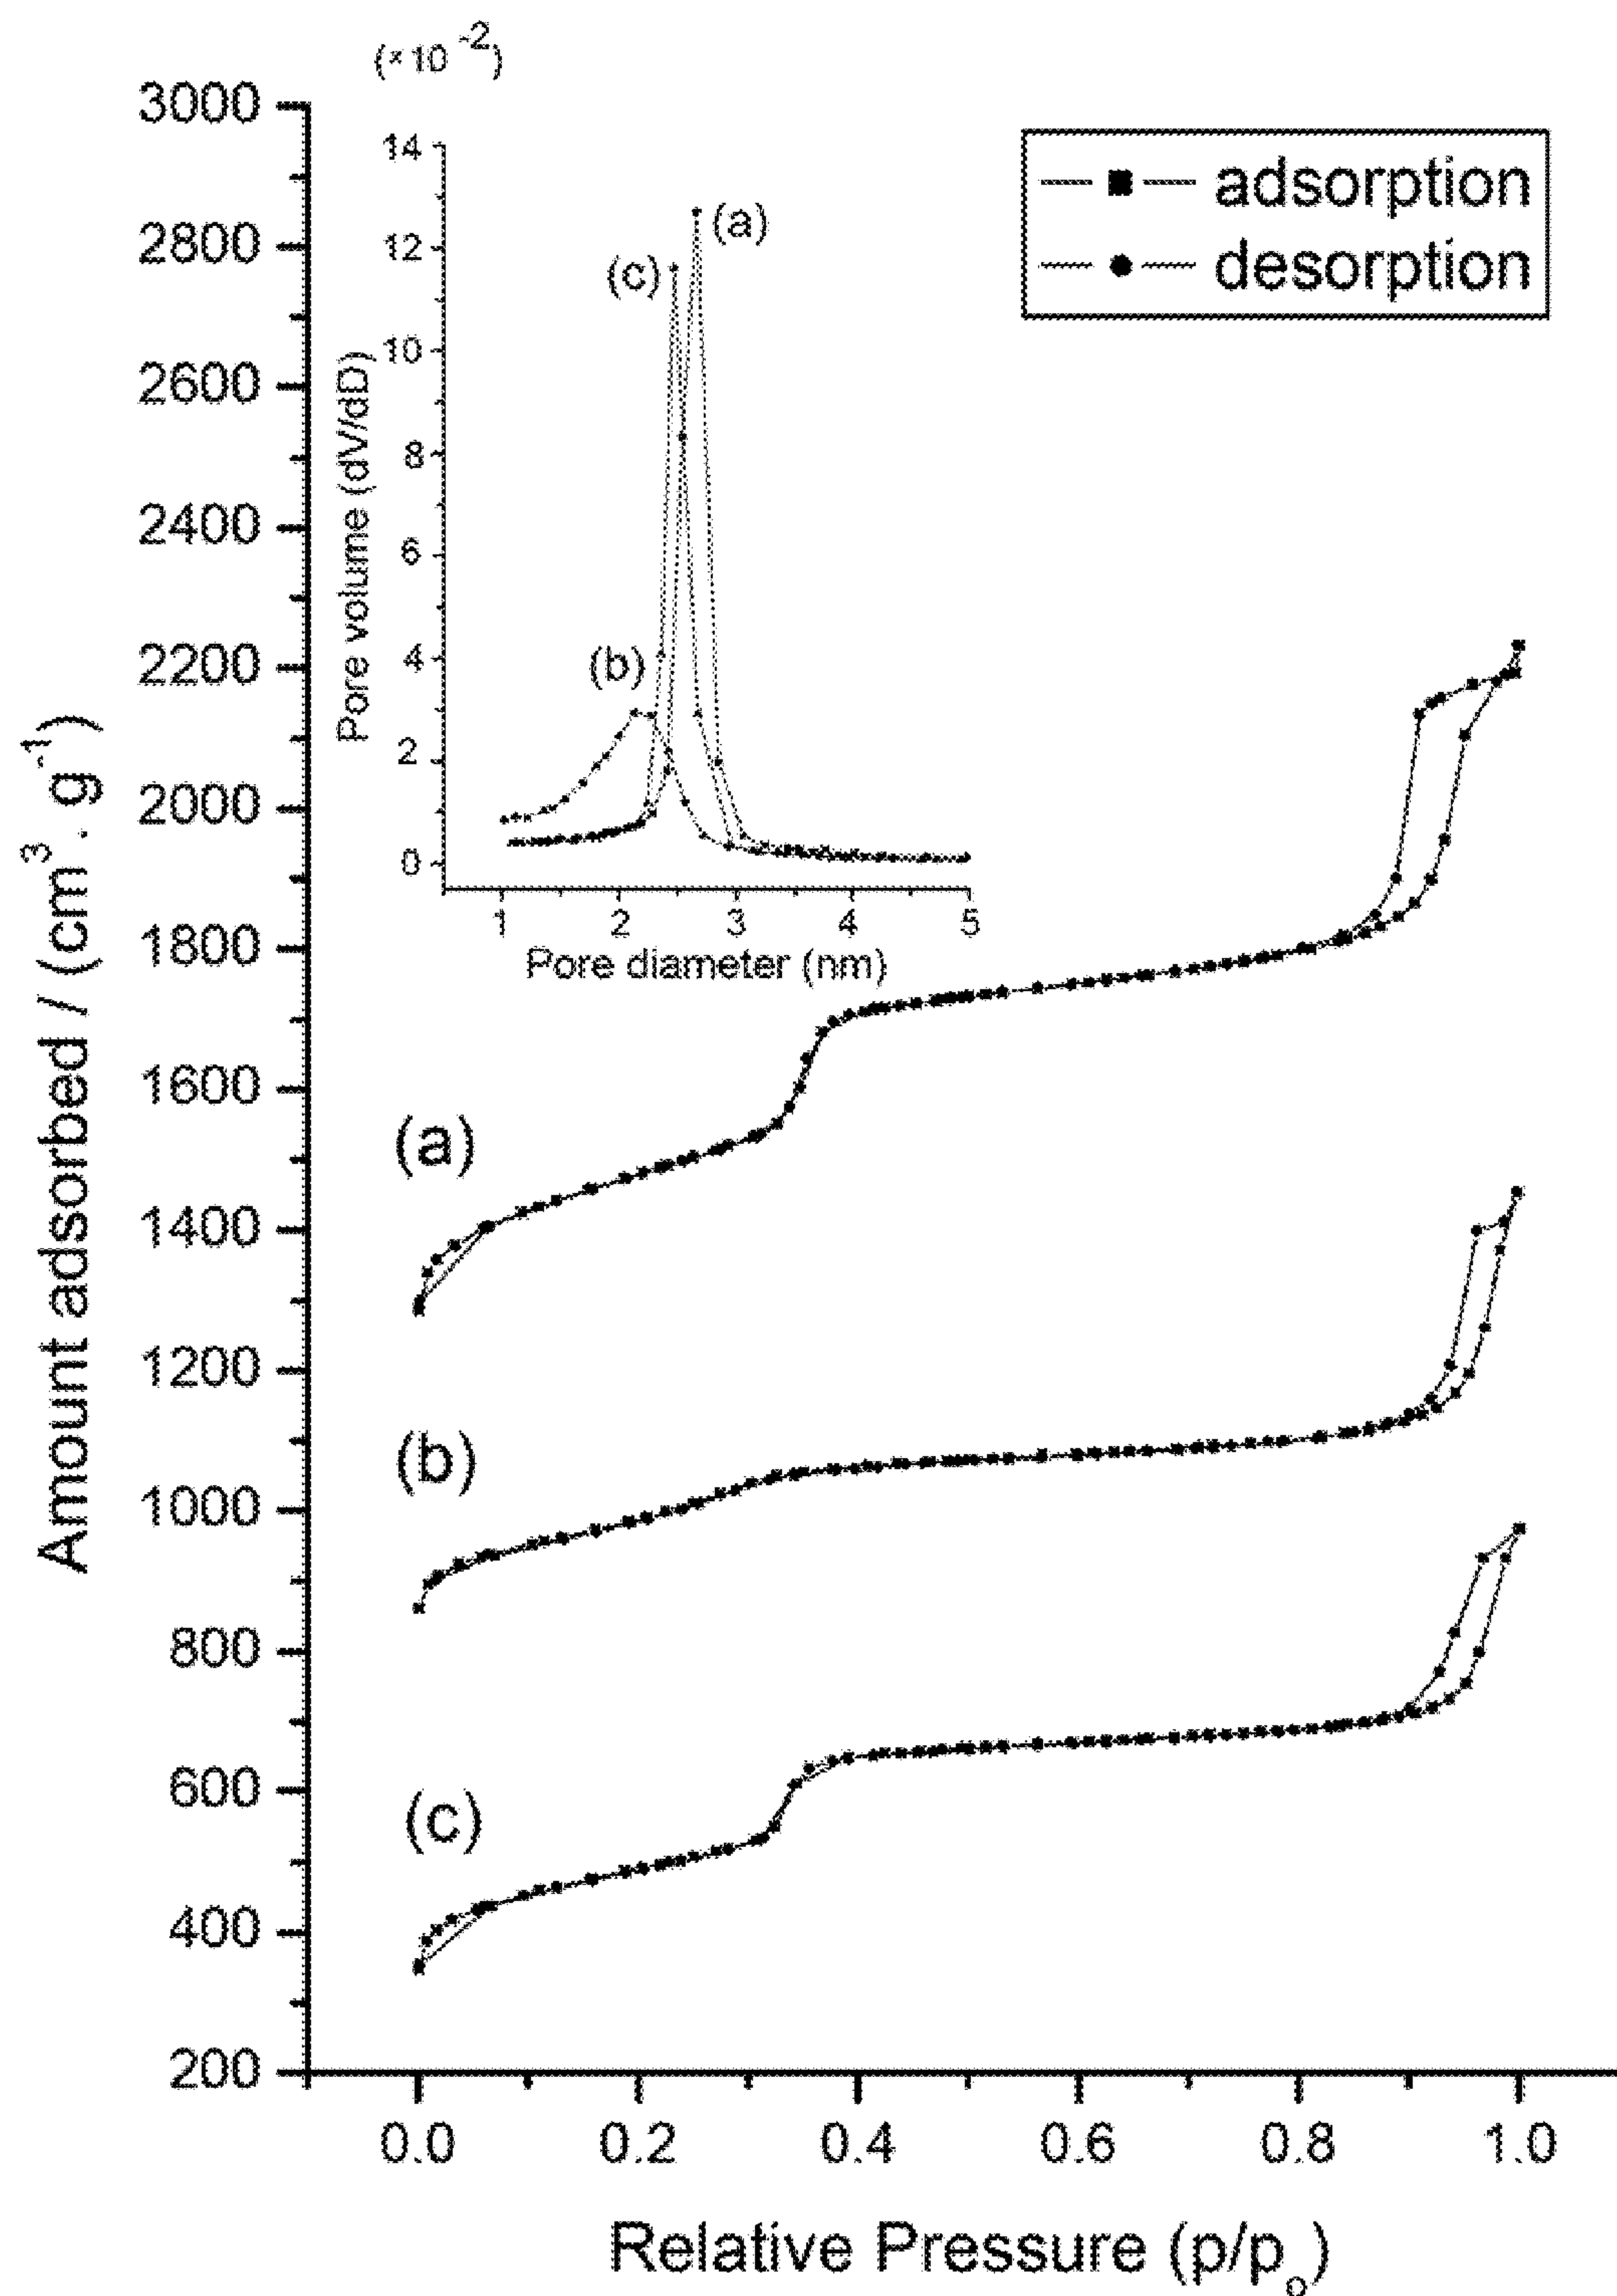 (×10⁻²)
14
12
10
8
6
4
2
0
1 2 3 4 5
Pore volume (dV/dD)
Pore diameter (nm)
(a)
(c)
(b)
adsorption
desorption
3000
2800
2600
2400
2200
2000
1800
1600
1400
1200
1000
800
600
400
200
Amount adsorbed / (cm³. g⁻¹)
(a)
(b)
(c)
0.0 0.2 0.4 0.6 0.8 1.0
Relative Pressure (p/pₒ)